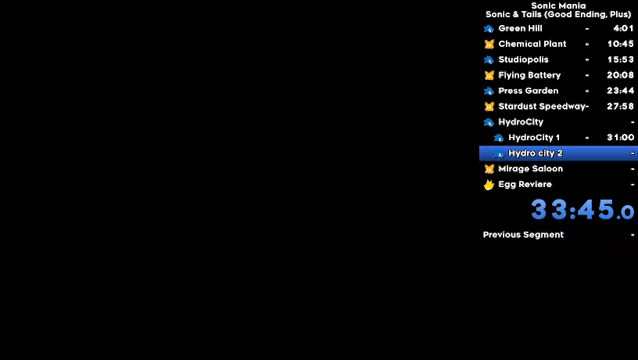 Sonic Mania
Sonic & Tails (Good Ending, Plus)
Green Hill - 4:01
Chemical Plant - 10:45
Studiopolis - 15:53
Flying Battery - 20:08
Press Garden - 23:44
Stardust Speedway- 27:58
HydroCity -
HydroCity 1 - 31:00
Hydro city 2 -
Mirage Saloon -
Egg Reviere -
33:45.0
Previous Segment -